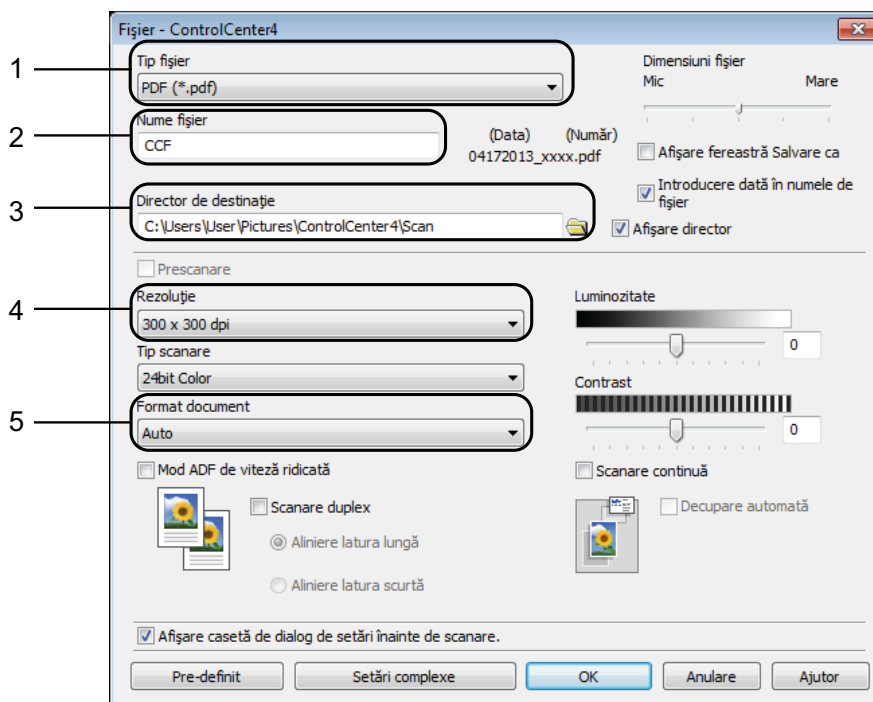 Fişier - ControlCenter4
1
Tip fişier
PDF (*.pdf)
Dimensiuni fişier
Mic Mare
2
Nume fişier
CCF
(Data) (Număr)
04172013_xxxx.pdf
Afişare fereastră Salvare ca
Introducere dată în numele de
fişier
3
Director de destinaţie
C:\Users\User\Pictures\ControlCenter4\Scan
Afişare director
Prescanare
4
Rezoluţie
300 x 300 dpi
Tip scanare
24bit Color
5
Format document
Auto
Luminozitate
0
Contrast
0
Mod ADF de viteză ridicată
Scanare duplex
Aliniere latura lungă
Aliniere latura scurtă
Scanare continuă
Decupare automată
Afişare casetă de dialog de setări înainte de scanare.
Pre-definit Setări complexe OK Anulare Ajutor